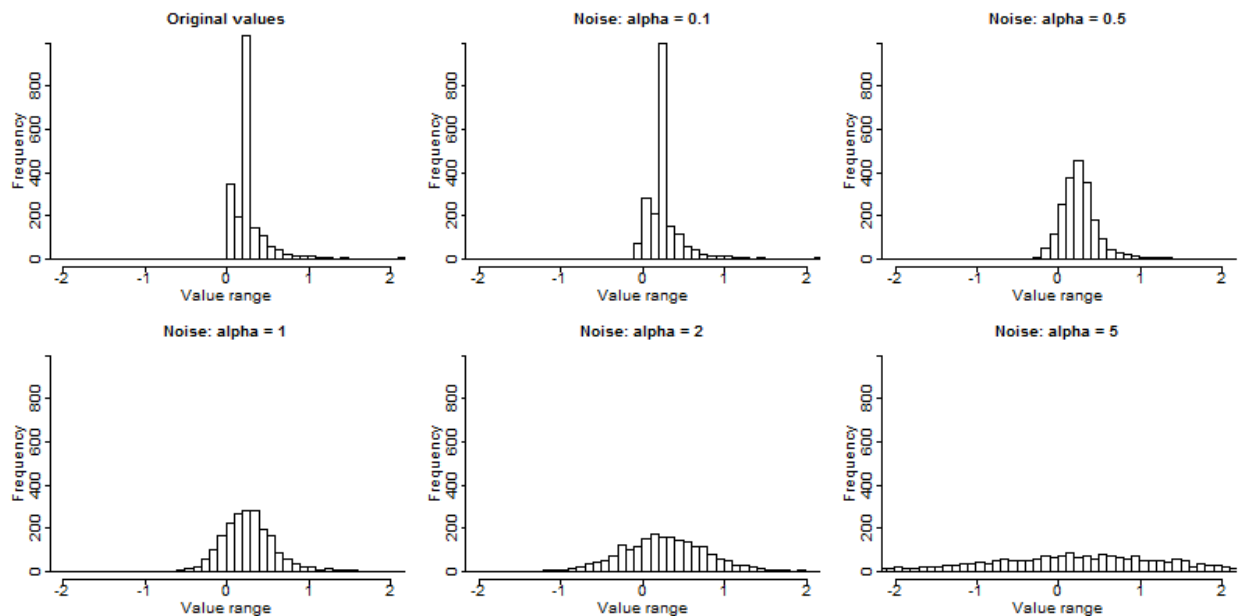 Original values
Frequency
0 200 400 600 800
-2 -1 0 1 2
Value range
Noise: alpha = 0.1
Frequency
0 200 400 600 800
-2 -1 0 1 2
Value range
Noise: alpha = 0.5
Frequency
0 200 400 600 800
-2 -1 0 1 2
Value range
Noise: alpha = 1
Frequency
0 200 400 600 800
-2 -1 0 1 2
Value range
Noise: alpha = 2
Frequency
0 200 400 600 800
-2 -1 0 1 2
Value range
Noise: alpha = 5
Frequency
0 200 400 600 800
-2 -1 0 1 2
Value range